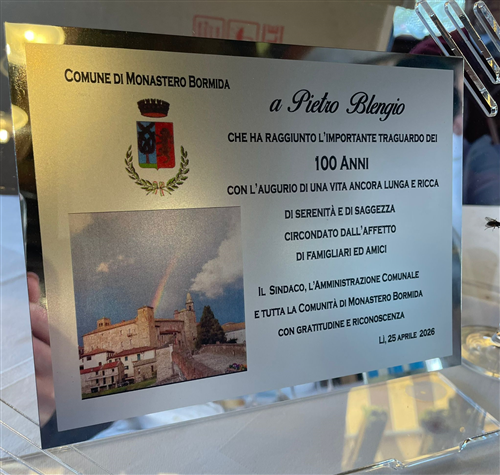 COMUNE DI MONASTERO BORMIDA
a Pietro Blengio
CHE HA RAGGIUNTO L'IMPORTANTE TRAGUARDO DEI
100 ANNI
CON L'AUGURIO DI UNA VITA ANCORA LUNGA E RICCA
DI SERENITÀ E DI SAGGEZZA
CIRCONDATO DALL'AFFETTO
DI FAMIGLIARI ED AMICI
IL SINDACO, L'AMMINISTRAZIONE COMUNALE
E TUTTA LA COMUNITÀ DI MONASTERO BORMIDA
CON GRATITUDINE E RICONOSCENZA
LÌ, 25 APRILE 2026